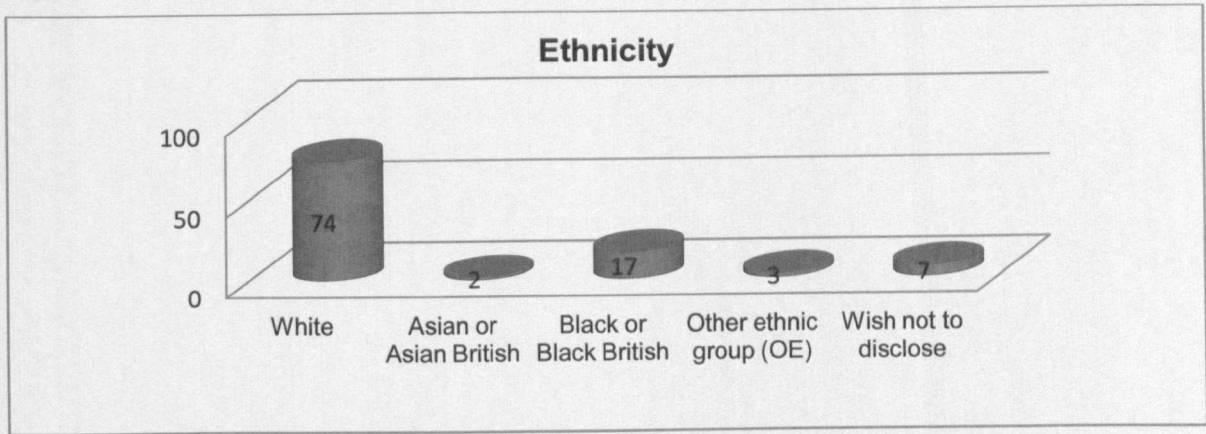 Ethnicity
100
50
0
74
2
17
3
7
White
Asian or
Asian British
Black or
Black British
Other ethnic
group (OE)
Wish not to
disclose